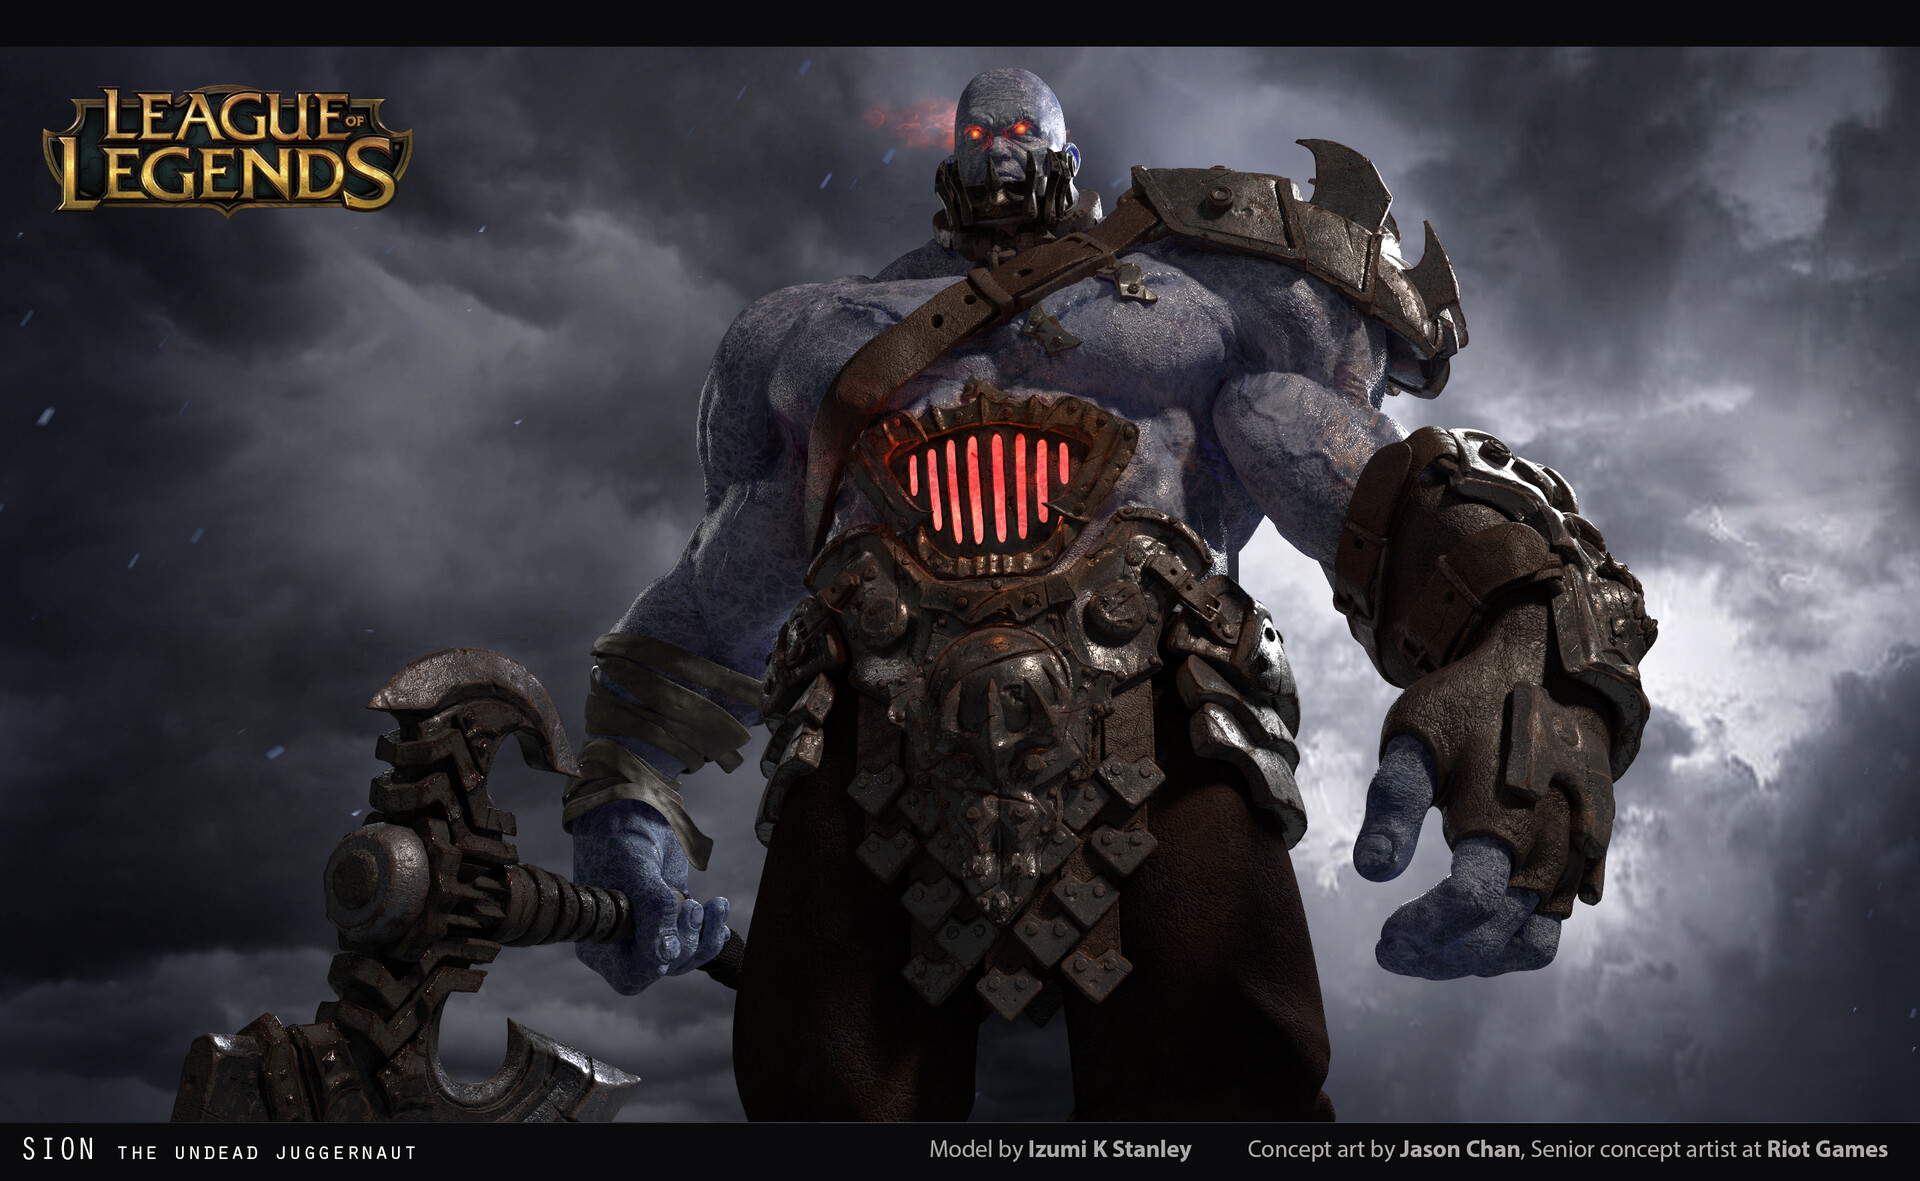 LEAGUE OF
LEGENDS
SION THE UNDEAD JUGGERNAUT
Model by Izumi K Stanley
Concept art by Jason Chan, Senior concept artist at Riot Games